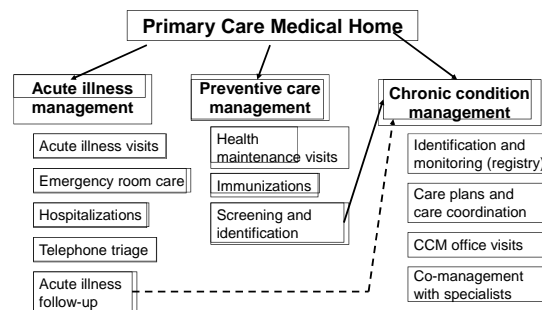 Primary Care Medical Home
Acute illness
management
Acute illness visits
Emergency room care
Hospitalizations
Telephone triage
Acute illness
follow-up
Preventive care
management
Health
maintenance visits
Immunizations
Screening and
identification
Chronic condition
management
Identification and
monitoring (registry)
Care plans and
care coordination
CCM office visits
Co-management
with specialists